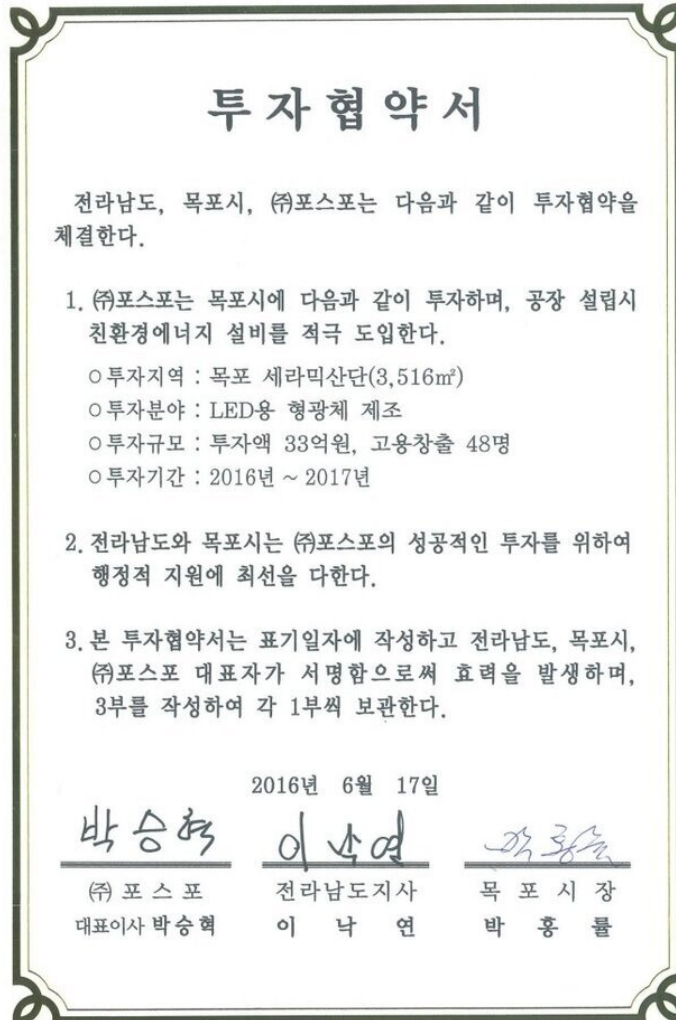 투자협약서
전라남도, 목포시, ㈜포스포는 다음과 같이 투자협약을
체결한다.
1. ㈜포스포는 목포시에 다음과 같이 투자하며, 공장 설립시
친환경에너지 설비를 적극 도입한다.
○투자지역 : 목포 세라믹산단(3,516㎡)
○투자분야 : LED용 형광체 제조
○투자규모 : 투자액 33억원, 고용창출 48명
○투자기간 : 2016년 ~ 2017년
2. 전라남도와 목포시는 ㈜포스포의 성공적인 투자를 위하여
행정적 지원에 최선을 다한다.
3. 본 투자협약서는 표기일자에 작성하고 전라남도, 목포시,
㈜포스포 대표자가 서명함으로써 효력을 발생하며,
3부를 작성하여 각 1부씩 보관한다.
2016년 6월 17일
박승혁 이낙연 박홍률
㈜ 포 스 포 전라남도지사 목 포 시 장
대표이사 박승혁 이 낙 연 박 홍 률